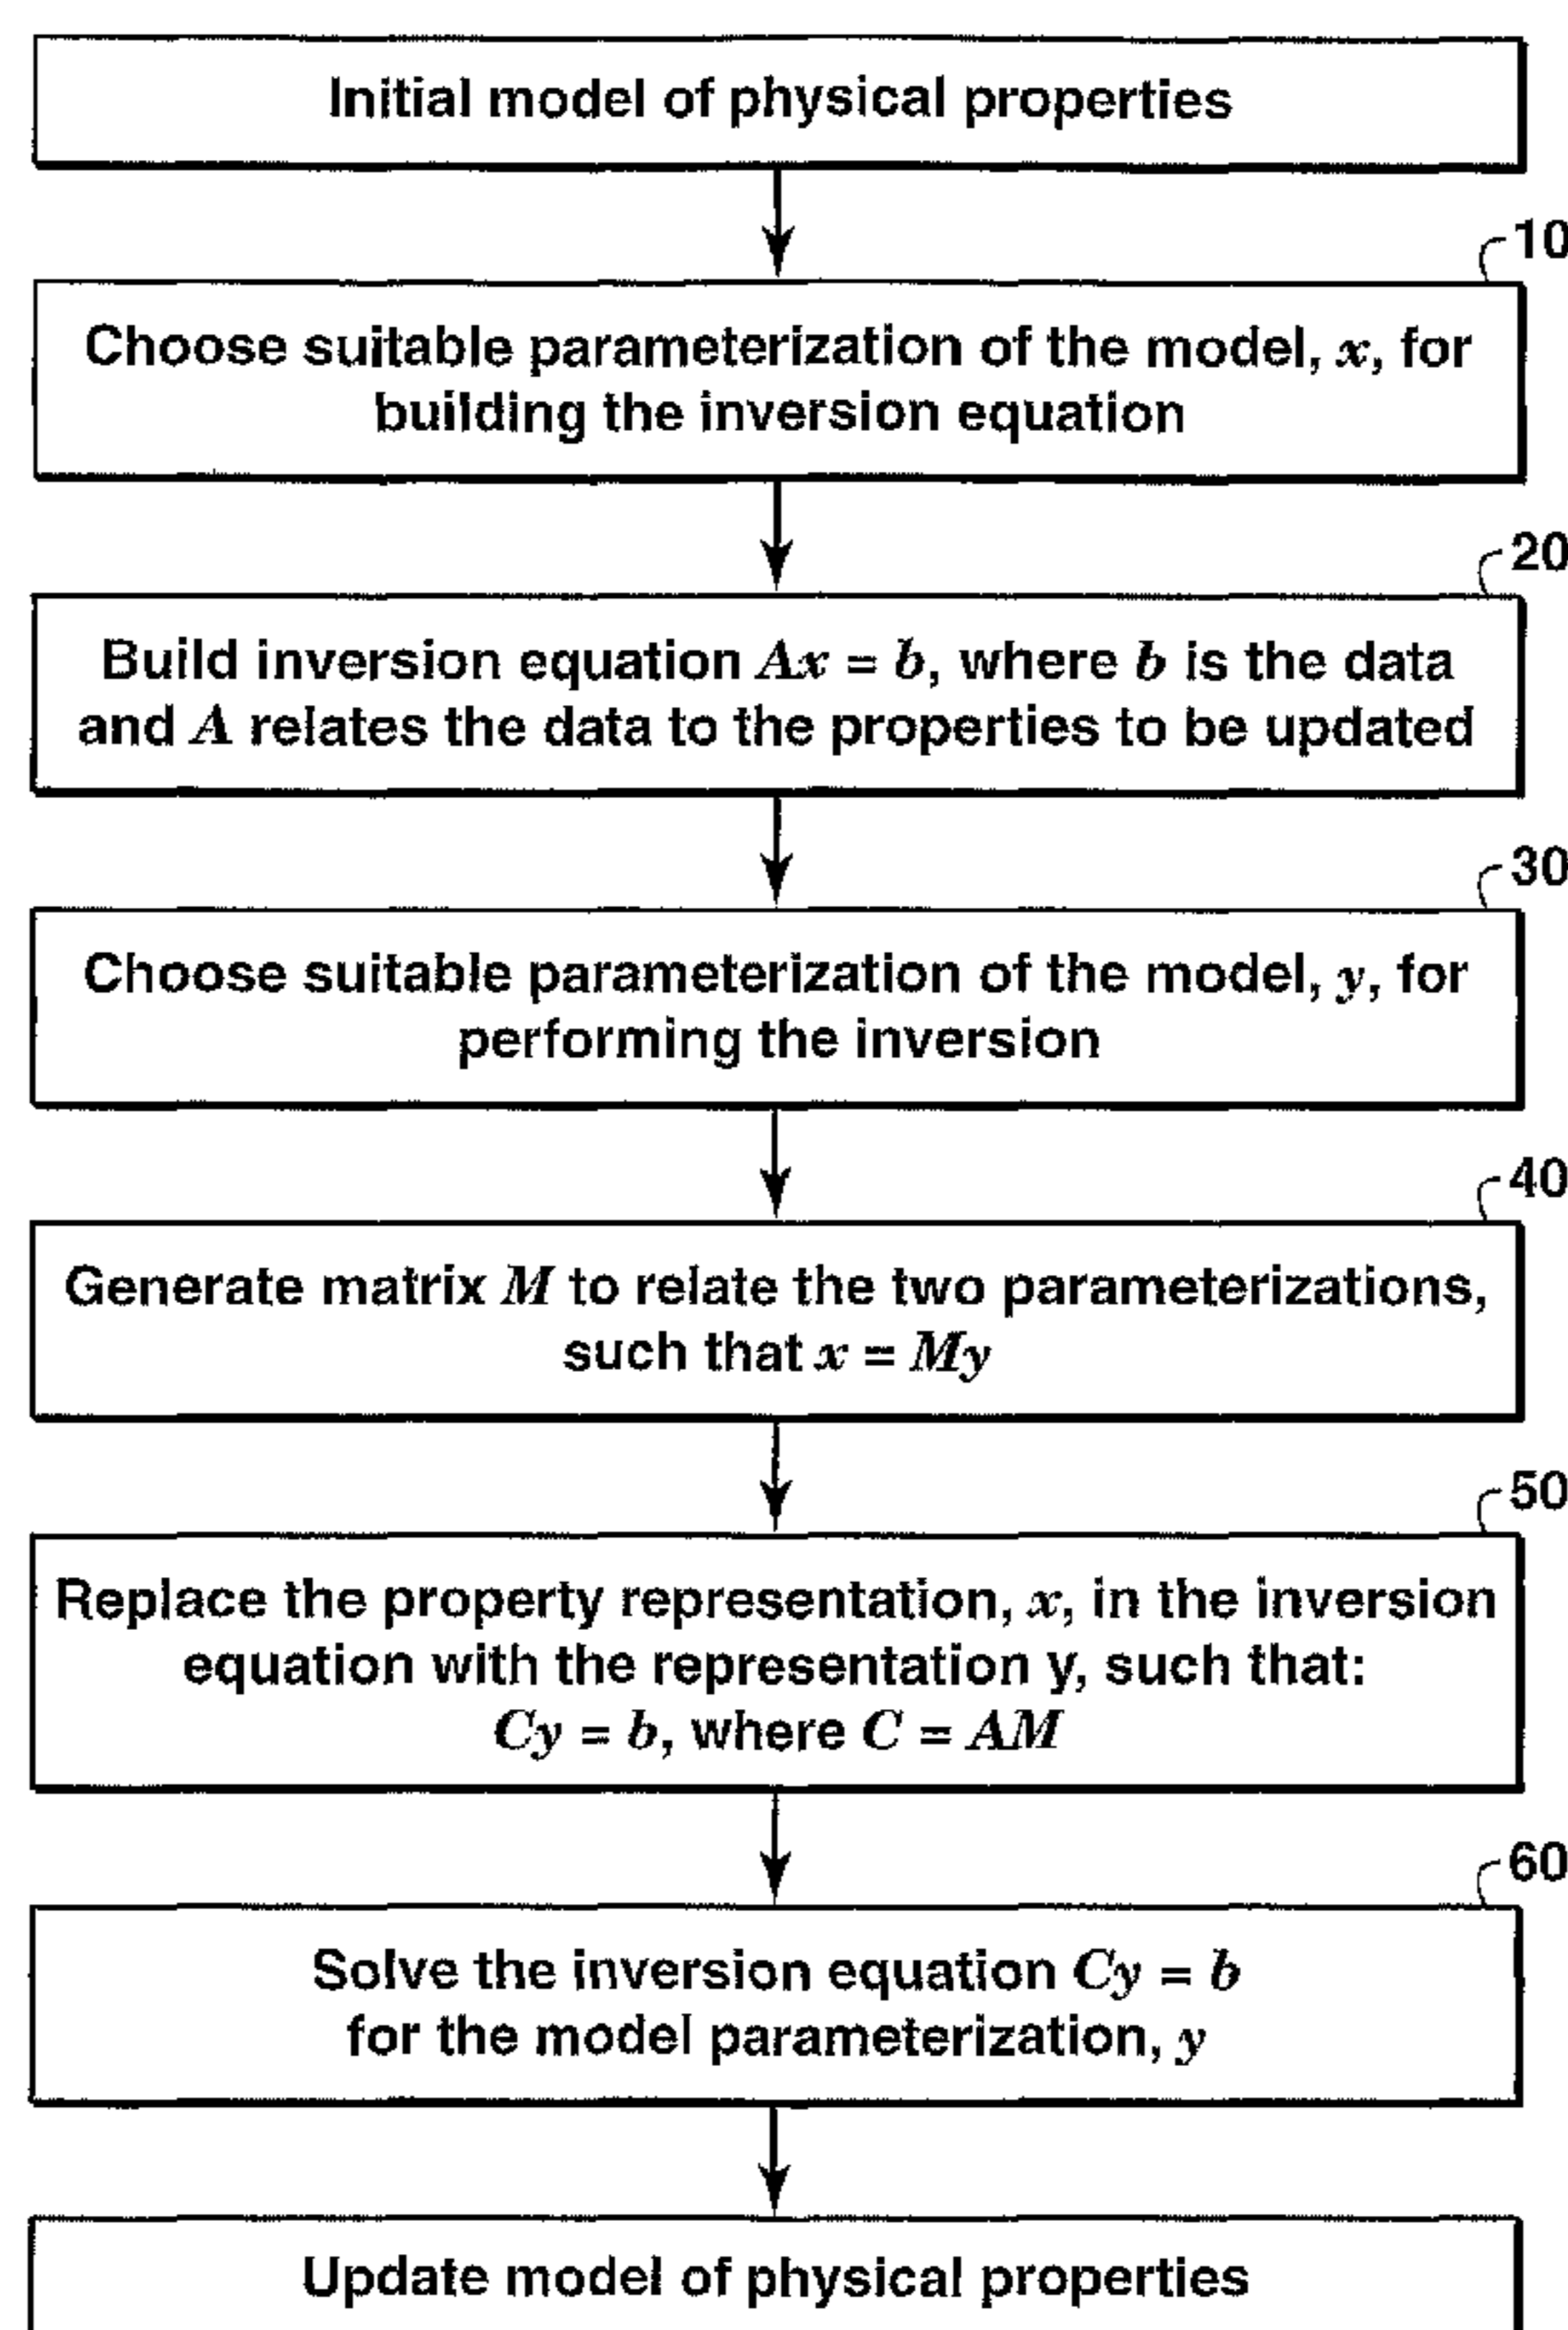 Initial model of physical properties
10
Choose suitable parameterization of the model, x, for
building the inversion equation
20
Build inversion equation Ax = b, where b is the data
and A relates the data to the properties to be updated
30
Choose suitable parameterization of the model, y, for
performing the inversion
40
Generate matrix M to relate the two parameterizations,
such that x = My
50
Replace the property representation, x, in the inversion
equation with the representation y, such that:
Cy = b, where C = AM
60
Solve the inversion equation Cy = b
for the model parameterization, y
Update model of physical properties